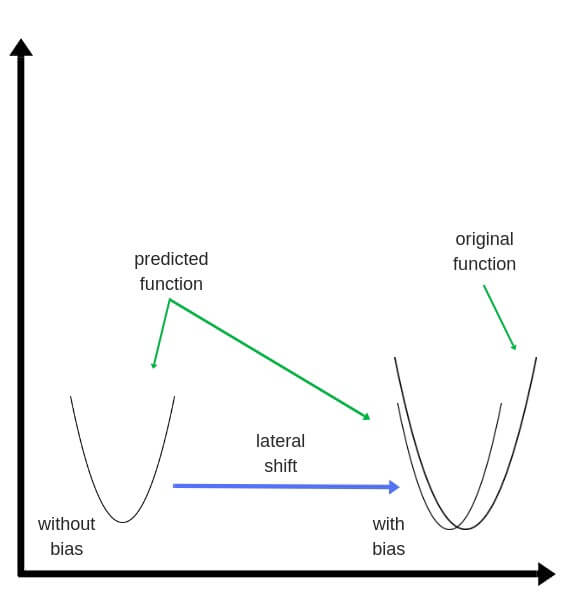 original
function
predicted
function
lateral
shift
without
bias
with
bias